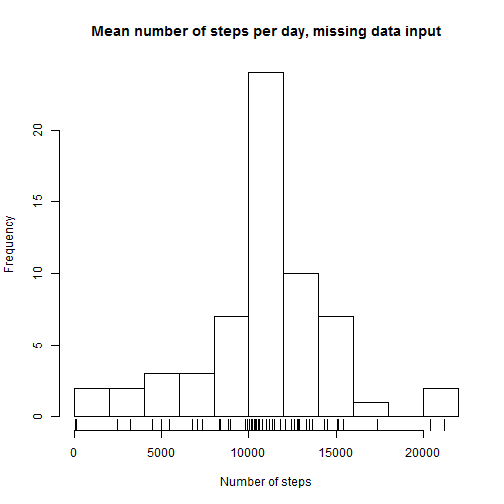 Mean number of steps per day, missing data input
Frequency
20
15
10
5
0
0 5000 10000 15000 20000
Number of steps